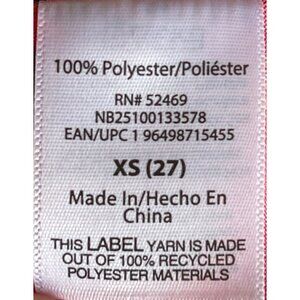 100% Polyester/Poliéster
RN# 52469
NB25100133578
EAN/UPC 1 96498715455
XS (27)
Made In/Hecho En
China
THIS LABEL YARN IS MADE
OUT OF 100% RECYCLED
POLYESTER MATERIALS